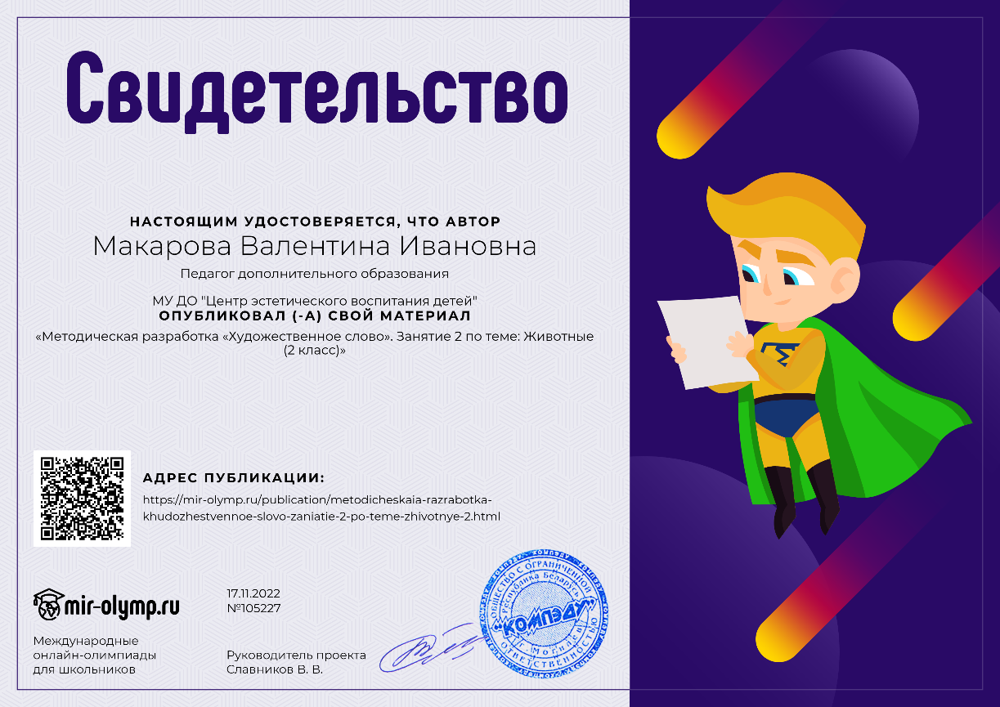 Свидетельство
НАСТОЯЩИМ УДОСТОВЕРЯЕТСЯ, ЧТО АВТОР
Макарова Валентина Ивановна
Педагог дополнительного образования
МУ ДО "Центр эстетического воспитания детей"
ОПУБЛИКОВАЛ (-А) СВОЙ МАТЕРИАЛ
«Методическая разработка «Художественное слово». Занятие 2 по теме: Животные
(2 класс)»
АДРЕС ПУБЛИКАЦИИ:
https://mir-olymp.ru/publication/metodicheskaia-razrabotka-
khudozhestvennoe-slovo-zaniatie-2-po-teme-zhivotnye-2.html
mir-olymp.ru
Международные
онлайн-олимпиады
для школьников
17.11.2022
№105227
Руководитель проекта
Славников В. В.
ОБЩЕСТВО С ОГРАНИЧЕННОЙ
ОТВЕТСТВЕННОСТЬЮ
Республика Беларусь
"КОМПЭДУ"
г. Могилев